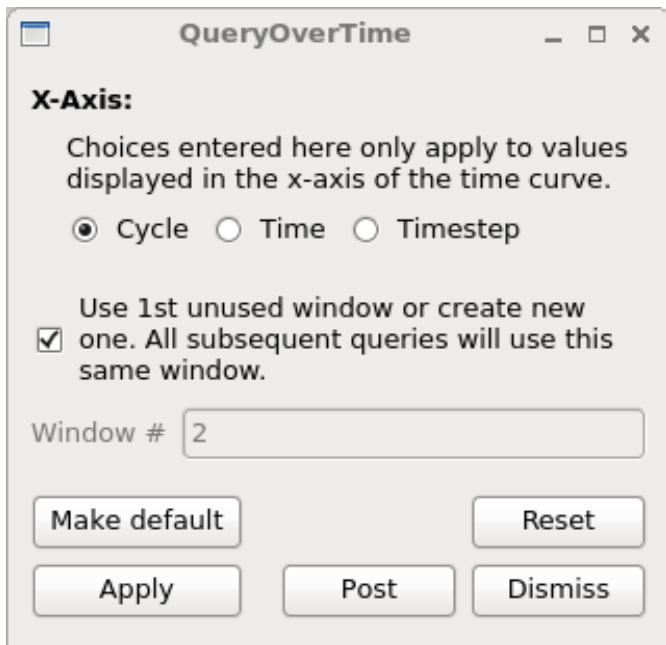 QueryOverTime
X-Axis:
Choices entered here only apply to values
displayed in the x-axis of the time curve.
Cycle Time Timestep
Use 1st unused window or create new
one. All subsequent queries will use this
same window.
Window # 2
Make default Reset
Apply Post Dismiss